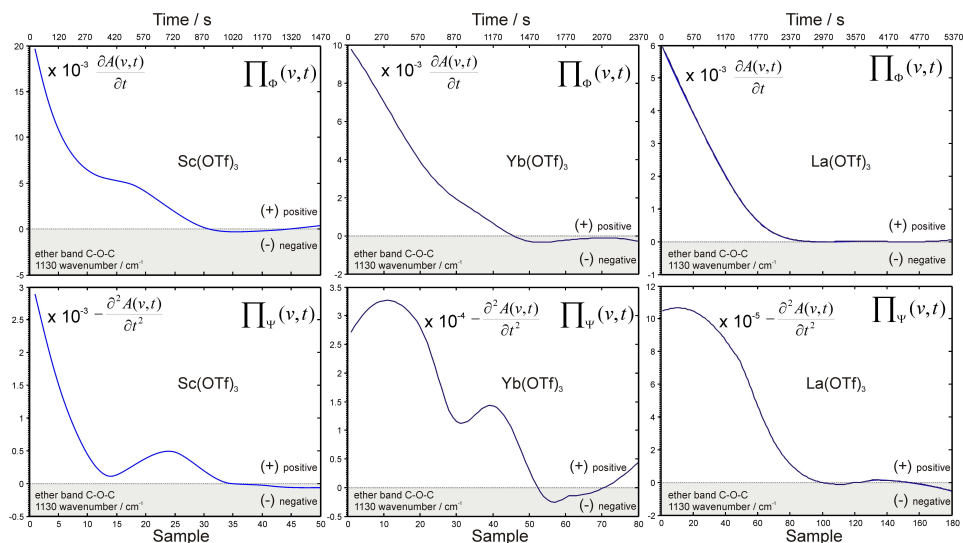 Time / s
Time / s
Time / s
0 120 270 420 570 720 870 1020 1170 1320 1470
0 270 570 870 1170 1470 1770 2070 2370
0 570 1170 1770 2370 2970 3570 4170 4770 5370
20
15
10
5
0
-5
x 10⁻³ ∂A(ν,t)/∂t
∏Φ(ν,t)
Sc(OTf)₃
(+) positive
(-) negative
ether band C-O-C
1130 wavenumber / cm⁻¹
10
8
6
4
2
0
-2
x 10⁻³ ∂A(ν,t)/∂t
∏Φ(ν,t)
Yb(OTf)₃
(+) positive
(-) negative
ether band C-O-C
1130 wavenumber / cm⁻¹
6
5
4
3
2
1
0
-1
x 10⁻³ ∂A(ν,t)/∂t
∏Φ(ν,t)
La(OTf)₃
(+) positive
(-) negative
ether band C-O-C
1130 wavenumber / cm⁻¹
3
2.5
2
1.5
1
0.5
0
-0.5
x 10⁻³ −∂²A(ν,t)/∂t²
∏Ψ(ν,t)
Sc(OTf)₃
(+) positive
(-) negative
ether band C-O-C
1130 wavenumber / cm⁻¹
0 5 10 15 20 25 30 35 40 45 50
Sample
3.5
3
2.5
2
1.5
1
0.5
0
-0.5
x 10⁻⁴ −∂²A(ν,t)/∂t²
∏Ψ(ν,t)
Yb(OTf)₃
(+) positive
(-) negative
ether band C-O-C
1130 wavenumber / cm⁻¹
0 10 20 30 40 50 60 70 80
Sample
12
10
8
6
4
2
0
-2
x 10⁻⁵ −∂²A(ν,t)/∂t²
∏Ψ(ν,t)
La(OTf)₃
(+) positive
(-) negative
ether band C-O-C
1130 wavenumber / cm⁻¹
0 20 40 60 80 100 120 140 160 180
Sample